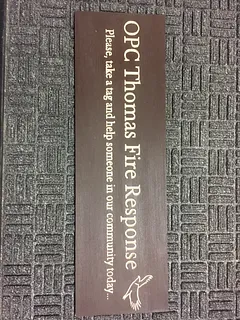 OPC Thomas Fire Response
Please, take a tag and help someone in our community today...